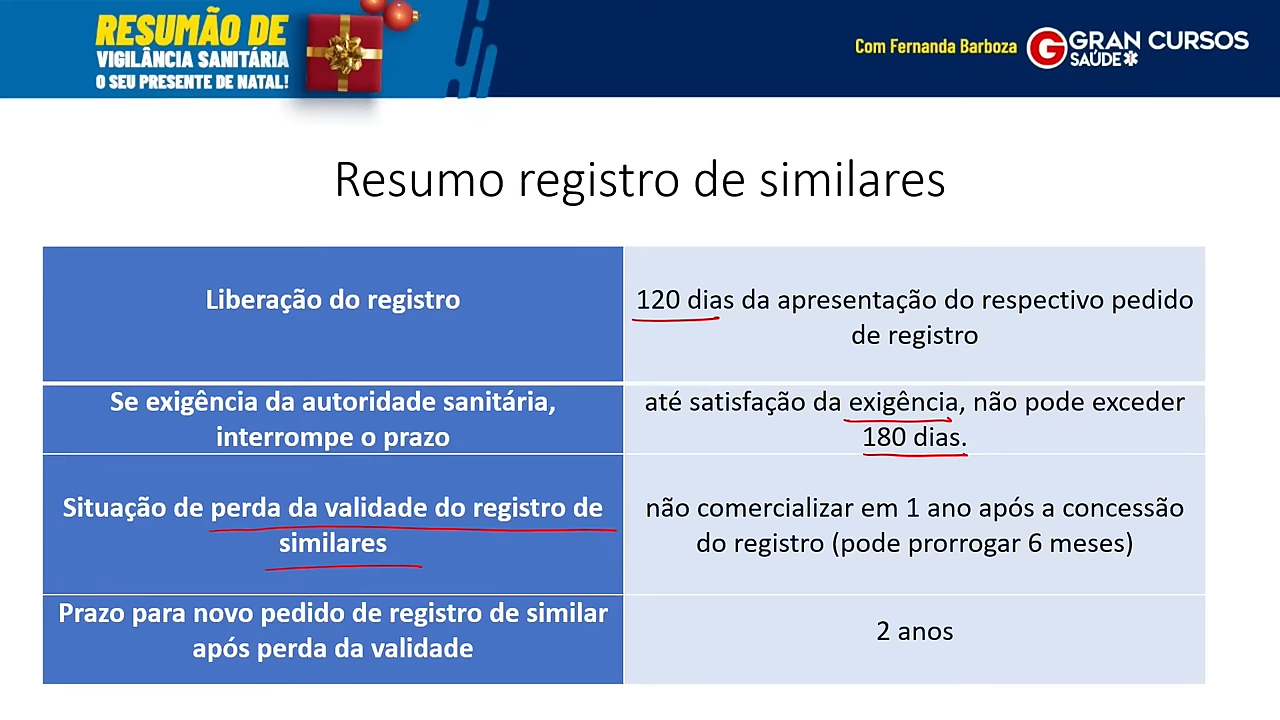 RESUMÃO DE
VIGILÂNCIA SANITÁRIA
O SEU PRESENTE DE NATAL!
Com Fernanda Barboza
GRAN CURSOS
SAÚDE
Resumo registro de similares
Liberação do registro
120 dias da apresentação do respectivo pedido
de registro
Se exigência da autoridade sanitária,
interrompe o prazo
até satisfação da exigência, não pode exceder
180 dias.
Situação de perda da validade do registro de
similares
não comercializar em 1 ano após a concessão
do registro (pode prorrogar 6 meses)
Prazo para novo pedido de registro de similar
após perda da validade
2 anos